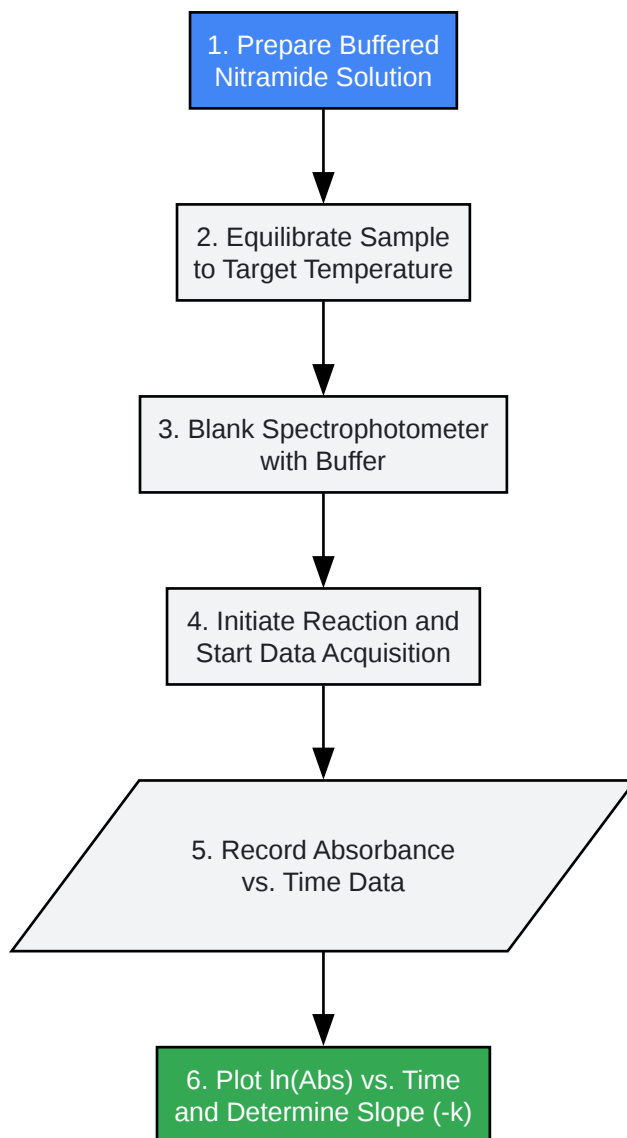 1. Prepare Buffered
Nitramide Solution
2. Equilibrate Sample
to Target Temperature
3. Blank Spectrophotometer
with Buffer
4. Initiate Reaction and
Start Data Acquisition
5. Record Absorbance
vs. Time Data
6. Plot ln(Abs) vs. Time
and Determine Slope (-k)